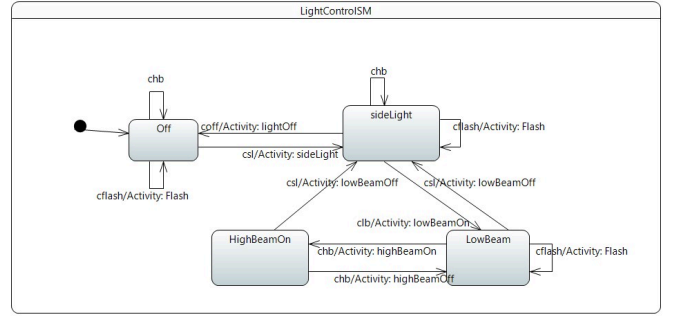 LightControlSM
chb
chb
Off
coff/Activity: lightOff
sideLight
cflash/Activity: Flash
csl/Activity: sideLight
cflash/Activity: Flash
csl/Activity: lowBeamOff
csl/Activity: lowBeamOff
clb/Activity: lowBeamOn
HighBeamOn
chb/Activity: highBeamOn
LowBeam
cflash/Activity: Flash
chb/Activity: highBeamOff